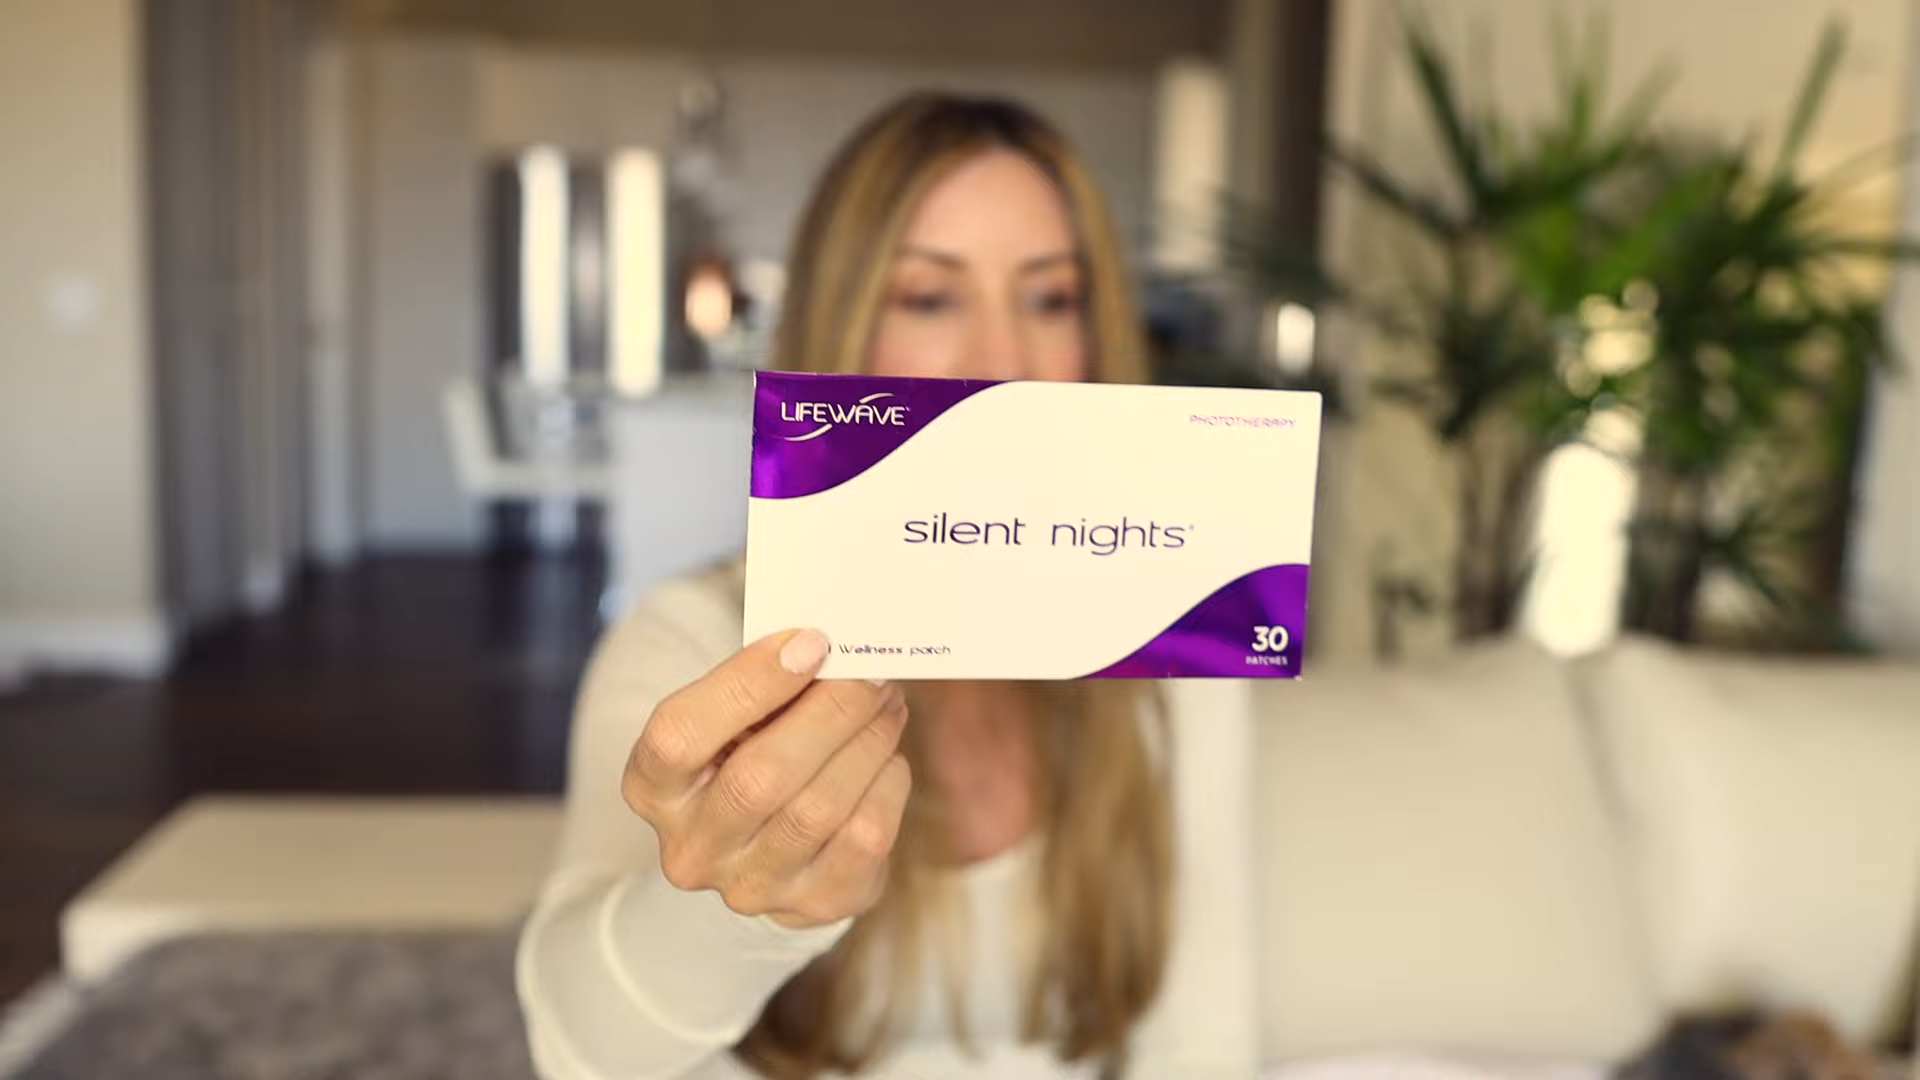 LIFEWAVE
PHOTOTHERAPY
silent nights
Wellness patch
30
PATCHES